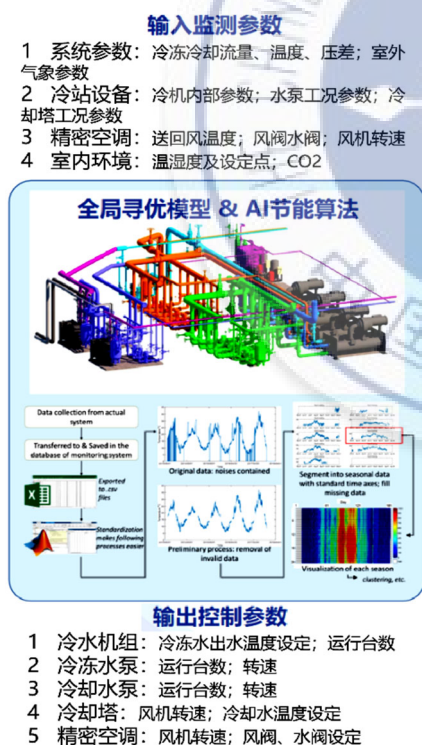 输入监测参数
1 系统参数：冷冻冷却流量、温度、压差；室外
气象参数
2 冷站设备：冷机内部参数；水泵工况参数；冷
却塔工况参数
3 精密空调：送回风温度；风阀水阀；风机转速
4 室内环境：温湿度及设定点；CO2
全局寻优模型 & AI节能算法
Data collection from actual
system
Transferred to & Saved in the
database of monitoring system
Exported
to .csv
files
Standardization
makes following
processes easier
Original data: noises contained
Preliminary process: removal of
invalid data
Segment into seasonal data
with standard time axes; fill
missing data
Visualization of each season
clustering, etc.
输出控制参数
1 冷水机组：冷冻水出水温度设定；运行台数
2 冷冻水泵：运行台数；转速
3 冷却水泵：运行台数；转速
4 冷却塔：风机转速；冷却水温度设定
5 精密空调：风机转速；风阀、水阀设定